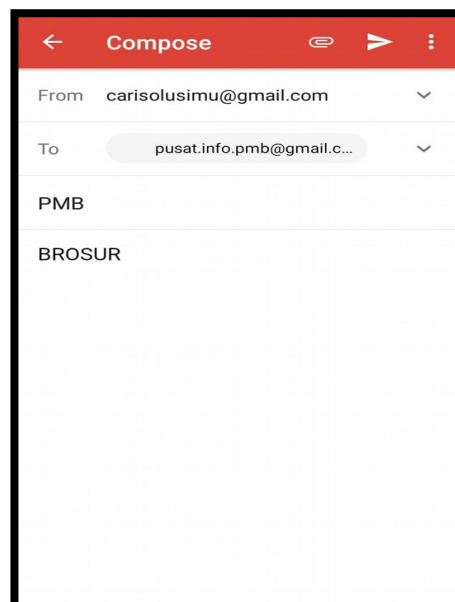 Compose
From carisolusimu@gmail.com
To pusat.info.pmb@gmail.c...
PMB
BROSUR